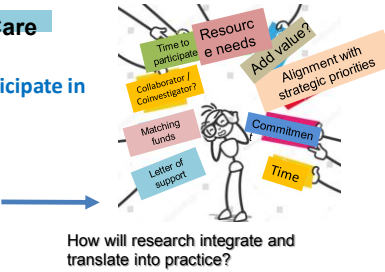 Care
icipate in
Time to
participate
Resourc
e needs
Add value?
Alignment with
strategic priorities
Collaborator /
Coinvestigator?
Matching
funds
Commitmen
Letter of
support
Time
How will research integrate and
translate into practice?